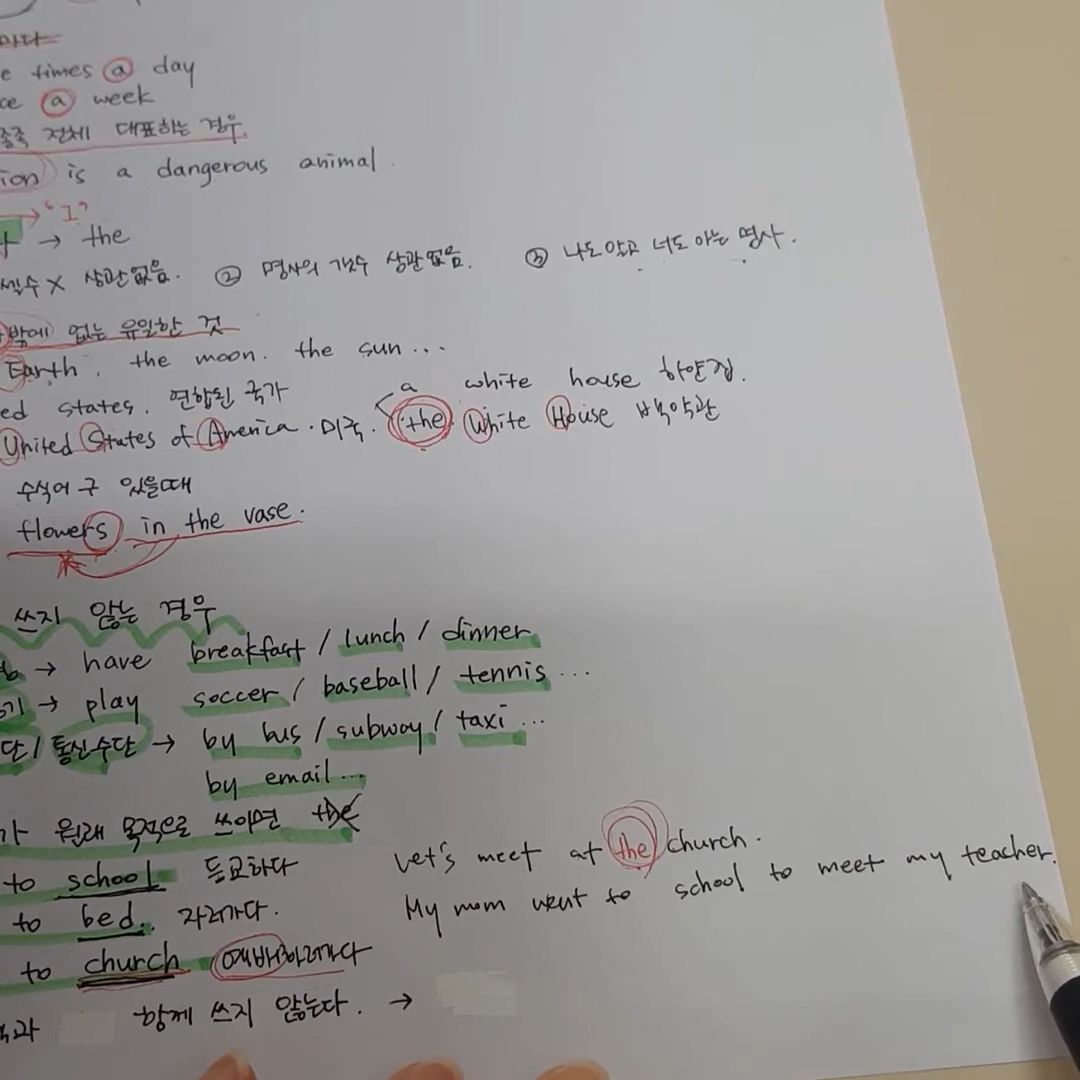 마다
e times a day
ce a week
종족 전체 대표하는 경우.
ion is a dangerous animal.
→ "1"
→ the
셀수 X 상관없음. ② 명사의 갯수 상관없음. ③ 나도 알고 너도 아는 명사.
밖에 없는 유일한 것
Earth, the moon. the sun...
ed states. 연합된 국가
a white house 하얀집.
United States of America. 미국. the White House 백악관
수식어구 있을때
flowers in the vase.
쓰지 않는 경우
→ have breakfast / lunch / dinner
기 → play soccer / baseball / tennis ...
단 / 통신수단 → by bus / subway / taxi ...
by email ...
가 원래 목적으로 쓰이면 the
to school 등교하다
to bed. 자러가다.
to church 예배하러가다
Let's meet at the church.
My mom went to school to meet my teacher.
함께 쓰지 않는다. →